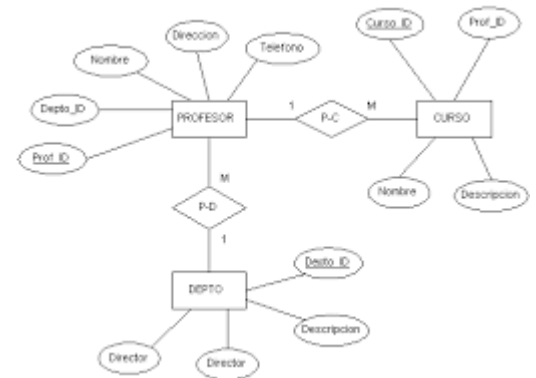 Direccion
Curso_ID
Prof_ID
Nombre
Telefono
Depto_ID
PROFESOR
1
P-C
M
CURSO
Prof_ID
M
Nombre
Descripcion
P-D
1
Depto_ID
DEPTO
Descripcion
Director
Director